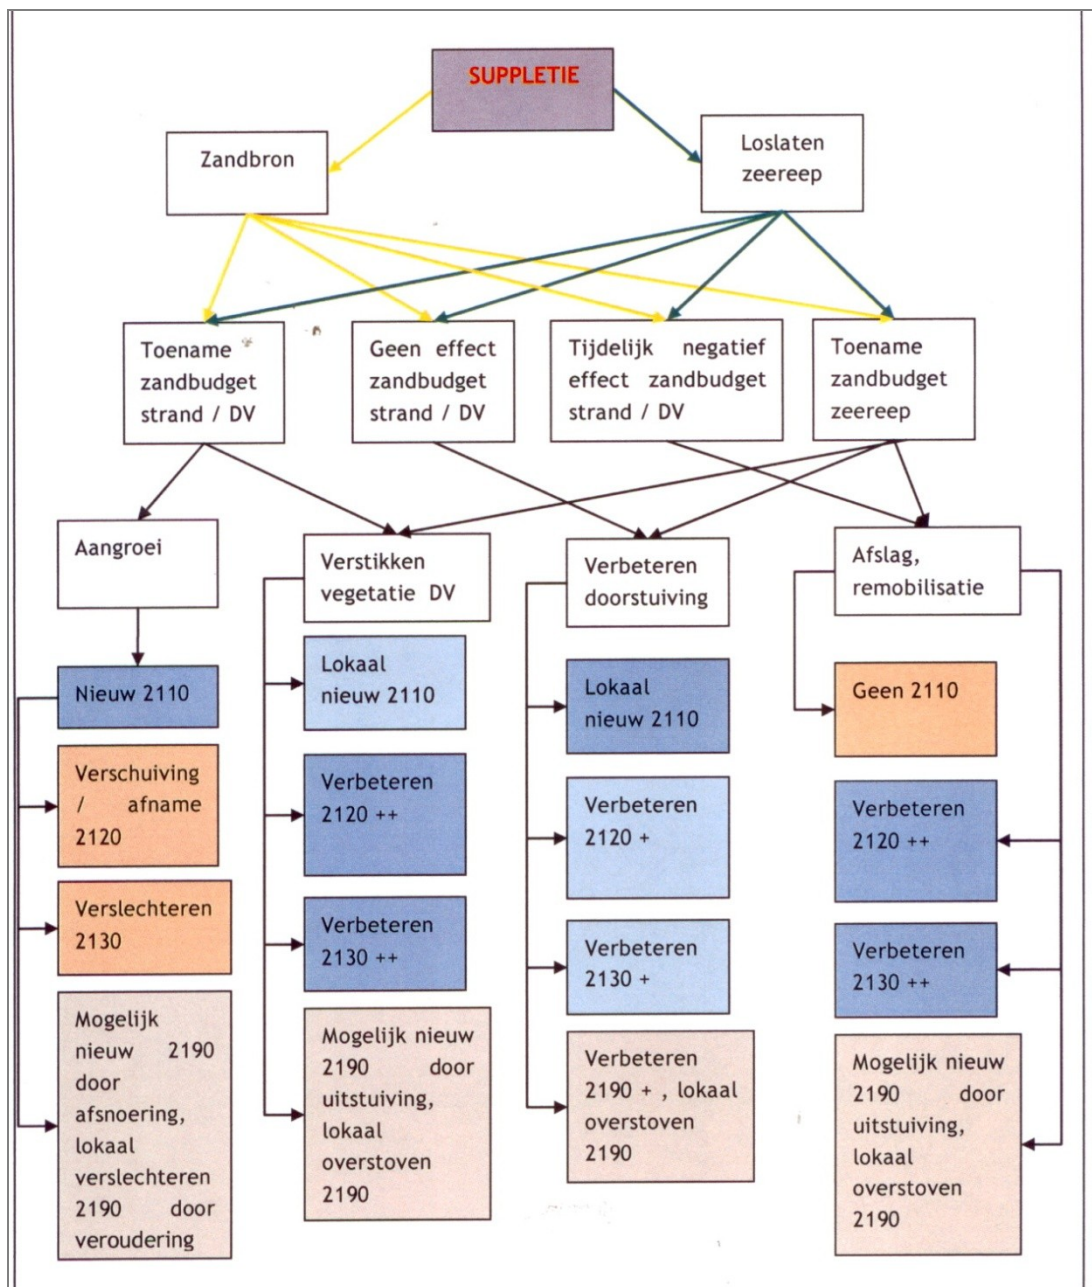 SUPPLETIE
Zandbron
Loslaten
zeereep
Toename
zandbudget
strand / DV
Geen effect
zandbudget
strand / DV
Tijdelijk negatief
effect zandbudget
strand / DV
Toename
zandbudget
zeereep
Aangroei
Verstikken
vegetatie DV
Verbeteren
doorstuiving
Afslag,
remobilisatie
Nieuw 2110
Verschuiving
/ afname
2120
Verslechteren
2130
Mogelijk
nieuw 2190
door
afsnoering,
lokaal
verslechteren
2190 door
veroudering
Lokaal
nieuw 2110
Verbeteren
2120 ++
Verbeteren
2130 ++
Mogelijk nieuw
2190 door
uitstuiving,
lokaal
overstoven
2190
Lokaal
nieuw 2110
Verbeteren
2120 +
Verbeteren
2130 +
Verbeteren
2190 + , lokaal
overstoven
2190
Geen 2110
Verbeteren
2120 ++
Verbeteren
2130 ++
Mogelijk nieuw
2190 door
uitstuiving,
lokaal
overstoven
2190